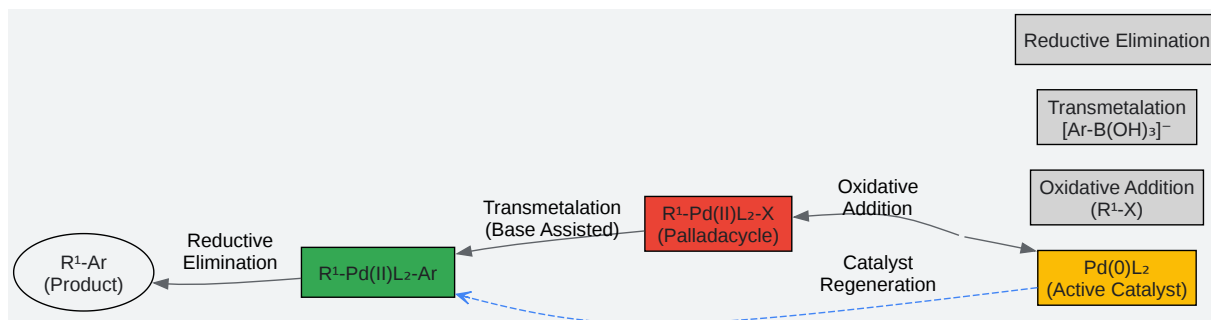 Reductive Elimination
Transmetalation
[Ar-B(OH)₃]⁻
Oxidative Addition
(R¹-X)
Oxidative
Addition
R¹-Pd(II)L₂-X
(Palladacycle)
Transmetalation
(Base Assisted)
Reductive
Elimination
R¹-Ar
(Product)
R¹-Pd(II)L₂-Ar
Catalyst
Regeneration
Pd(0)L₂
(Active Catalyst)